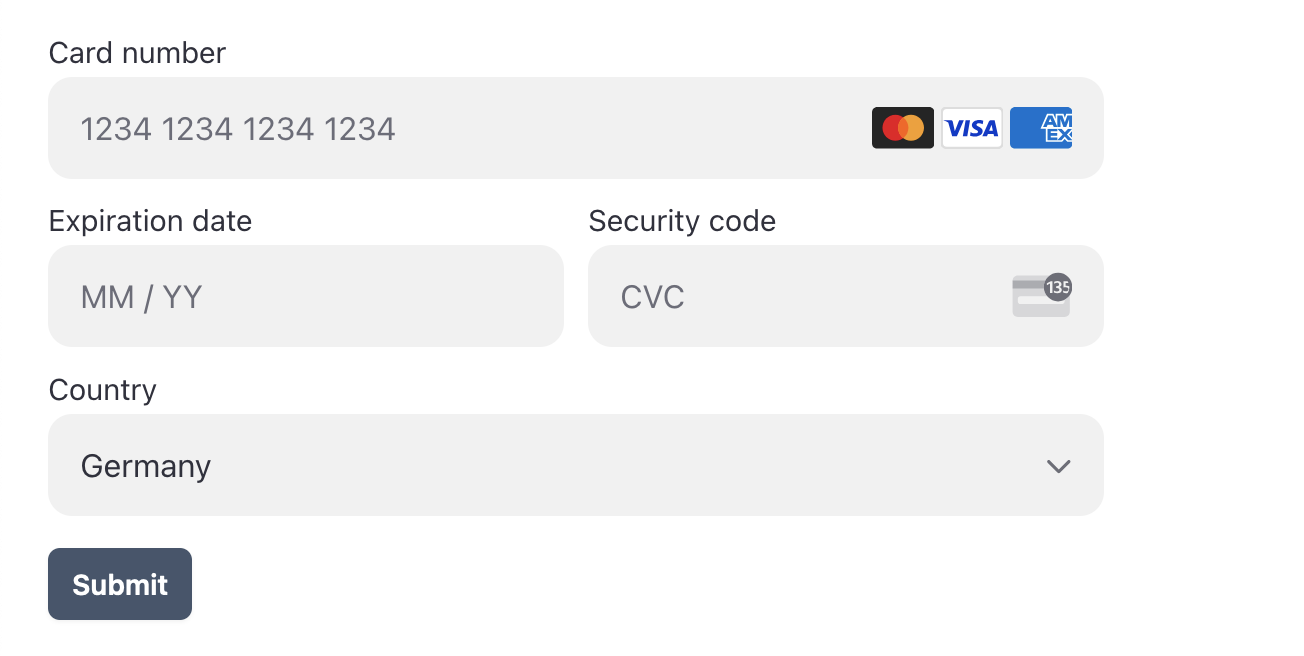 Card number
1234 1234 1234 1234 VISA AM EX
Expiration date Security code
MM / YY CVC 135
Country
Germany
Submit